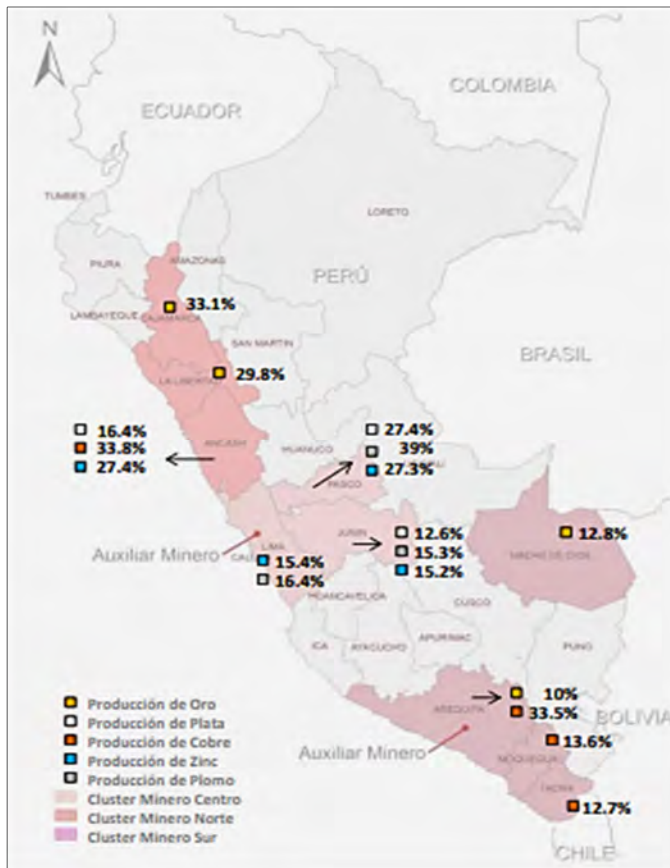 N
COLOMBIA
ECUADOR
TUMBES
LORETO
PIURA
AMAZONAS
PERÚ
LAMBAYEQUE
CAJAMARCA
33.1%
SAN MARTIN
BRASIL
LA LIBERTAD
29.8%
16.4%
33.8%
27.4%
ANCASH
HUANUCO
27.4%
39%
27.3%
PASCO
Auxiliar Minero
LIMA
JUNIN
12.6%
15.3%
15.2%
12.8%
MADRE DE DIOS
15.4%
16.4%
HUANCAVELICA
CUSCO
ICA
AYACUCHO
APURIMAC
PUNO
10%
33.5%
AREQUIPA
BOLIVIA
Auxiliar Minero
13.6%
MOQUEGUA
TACNA
12.7%
CHILE
Producción de Oro
Producción de Plata
Producción de Cobre
Producción de Zinc
Producción de Plomo
Cluster Minero Centro
Cluster Minero Norte
Cluster Minero Sur